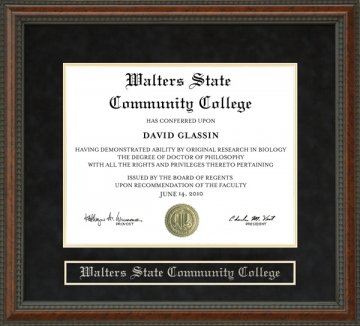 Walters State
Community College
HAS CONFERRED UPON
DAVID GLASSIN
HAVING DEMONSTRATED ABILITY BY ORIGINAL RESEARCH IN BIOLOGY
THE DEGREE OF DOCTOR OF PHILOSOPHY
WITH ALL THE RIGHTS AND PRIVILEGES THERETO PERTAINING
ISSUED BY THE BOARD OF REGENTS
UPON RECOMMENDATION OF THE FACULTY
JUNE 14, 2010
PROVOST
PRESIDENT
Walters State Community College